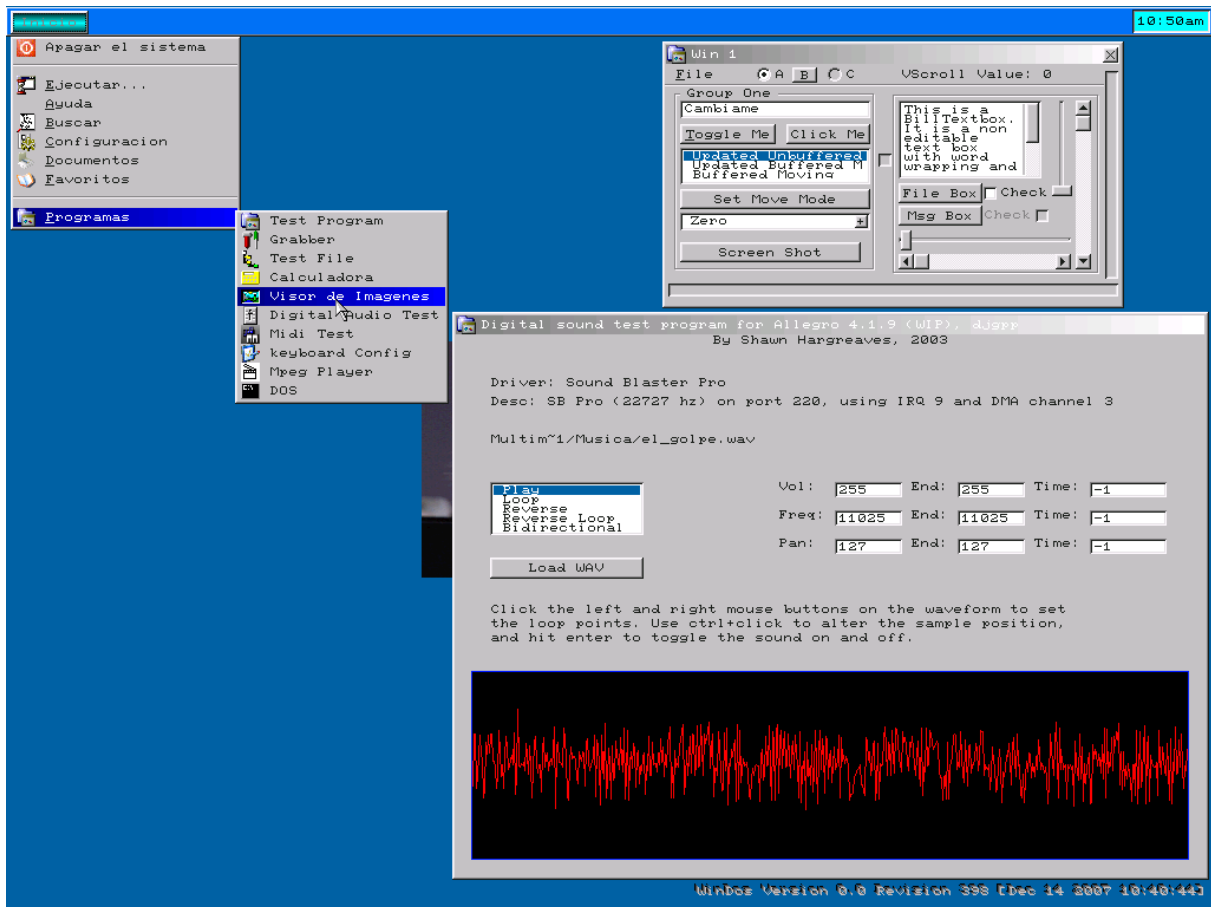 Inicio
10:50am
Apagar el sistema
Ejecutar...
Ayuda
Buscar
Configuracion
Documentos
Favoritos
Programas
Test Program
Grabber
Test File
Calculadora
Visor de Imagenes
Digital Audio Test
Midi Test
keyboard Config
Mpeg Player
DOS
Win 1
File A B C VScroll Value: 0
Group One
Cambiame
Toggle Me Click Me
Updated Unbuffered
Updated Buffered M
Buffered Moving
Set Move Mode
Zero
Screen Shot
This is a
BillTextbox.
It is a non
editable
text box
with word
wrapping and
File Box Check
Msg Box Check
Digital sound test program for Allegro 4.1.9 (WIP), djgpp
By Shawn Hargreaves, 2003
Driver: Sound Blaster Pro
Desc: SB Pro (22727 hz) on port 220, using IRQ 9 and DMA channel 3
Multim~1/Musica/el_golpe.wav
Play
Loop
Reverse
Reverse Loop
Bidirectional
Load WAV
Vol: 255 End: 255 Time: -1
Freq: 11025 End: 11025 Time: -1
Pan: 127 End: 127 Time: -1
Click the left and right mouse buttons on the waveform to set
the loop points. Use ctrl+click to alter the sample position,
and hit enter to toggle the sound on and off.
WinDos Version 0.0 Revision 398 [Dec 14 2007 10:40:44]